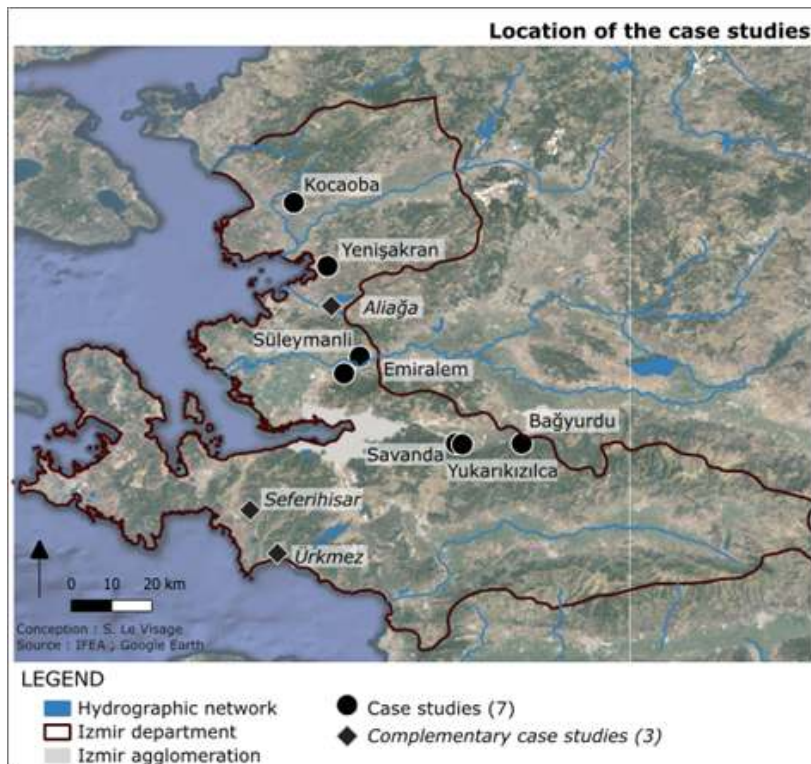 Location of the case studies
Kocaoba
Yenişakran
Aliağa
Süleymanli
Emiralem
Bağyurdu
Savanda
Yukarıkızılca
Seferihisar
Ürkmez
0 10 20 km
Conception : S. Le Visage
Source : IFEA ; Google Earth
LEGEND
Hydrographic network
Izmir department
Izmir agglomeration
Case studies (7)
Complementary case studies (3)